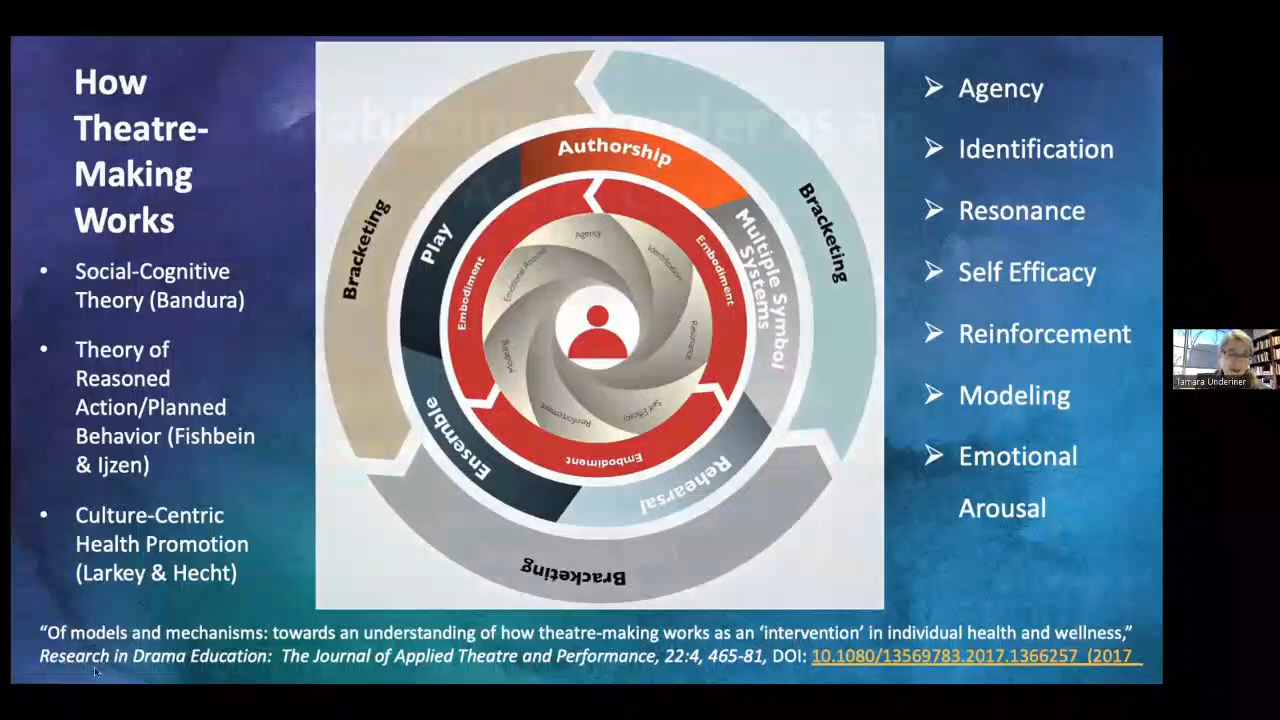 How
Theatre-
Making
Works
• Social-Cognitive
Theory (Bandura)
• Theory of
Reasoned
Action/Planned
Behavior (Fishbein
& Ijzen)
• Culture-Centric
Health Promotion
(Larkey & Hecht)
Bracketing
Bracketing
Bracketing
Authorship
Multiple Symbol
Systems
Rehearsal
Ensemble
Play
Embodiment
Embodiment
Embodiment
Agency
Identification
Resonance
Self Efficacy
Reinforcement
Modeling
Emotional Arousal
➢ Agency
➢ Identification
➢ Resonance
➢ Self Efficacy
➢ Reinforcement
➢ Modeling
➢ Emotional
Arousal
Tamara Underiner
“Of models and mechanisms: towards an understanding of how theatre-making works as an ‘intervention’ in individual health and wellness,”
Research in Drama Education: The Journal of Applied Theatre and Performance, 22:4, 465-81, DOI: 10.1080/13569783.2017.1366257 (2017